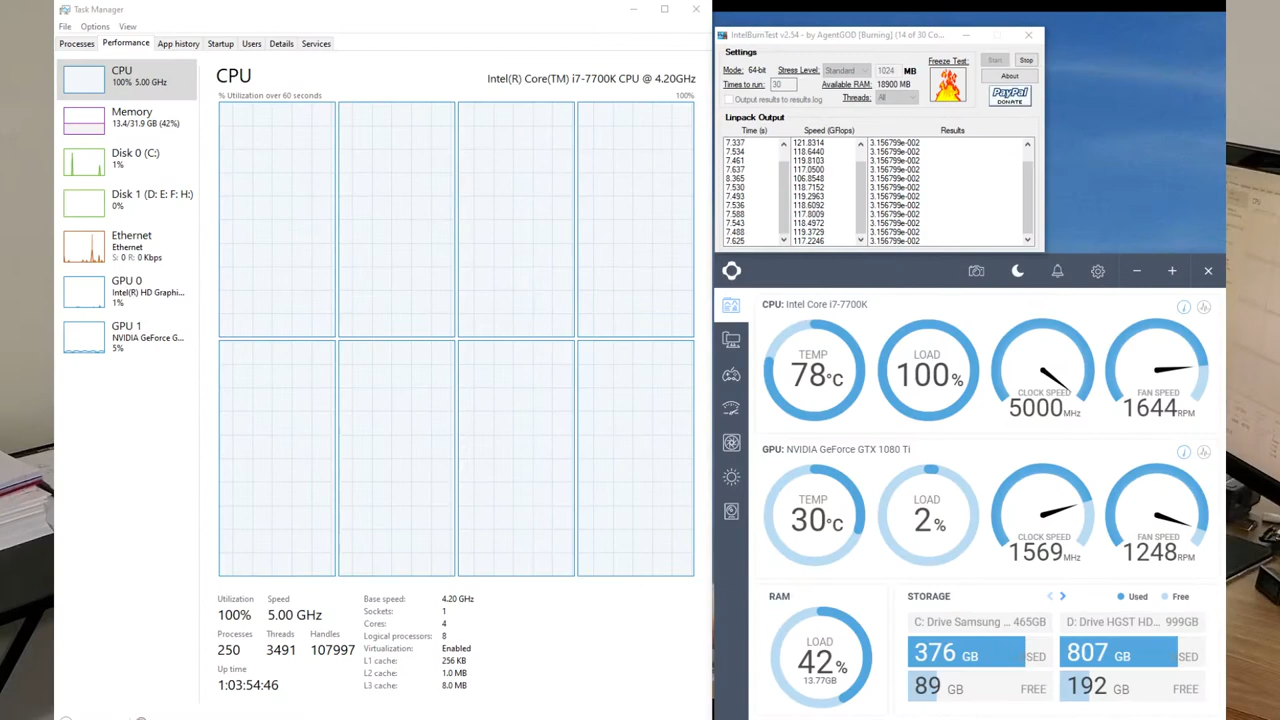 Task Manager
File Options View
Processes Performance App history Startup Users Details Services
CPU
100% 5.00 GHz
Memory
13.4/31.9 GB (42%)
Disk 0 (C:)
1%
Disk 1 (D: E: F: H:)
0%
Ethernet
Ethernet
S: 0 R: 0 Kbps
GPU 0
Intel(R) HD Graphi...
1%
GPU 1
NVIDIA GeForce G...
5%
CPU
Intel(R) Core(TM) i7-7700K CPU @ 4.20GHz
% Utilization over 60 seconds 100%
Utilization Speed
100% 5.00 GHz
Processes Threads Handles
250 3491 107997
Up time
1:03:54:46
Base speed: 4.20 GHz
Sockets: 1
Cores: 4
Logical processors: 8
Virtualization: Enabled
L1 cache: 256 KB
L2 cache: 1.0 MB
L3 cache: 8.0 MB
IntelBurnTest v2.54 - by AgentGOD [Burning] (14 of 30 Co...
Settings
Mode: 64-bit Stress Level: Standard 1024 MB
Times to run: 30 Available RAM: 18900 MB
Output results to results.log Threads: All
Freeze Test:
Start Stop
About
PayPal
DONATE
Linpack Output
Time (s) Speed (GFlops) Results
7.337 121.8314 3.156799e-002
7.534 118.6440 3.156799e-002
7.461 119.8103 3.156799e-002
7.637 117.0500 3.156799e-002
8.365 106.8548 3.156799e-002
7.530 118.7152 3.156799e-002
7.493 119.2963 3.156799e-002
7.536 118.6092 3.156799e-002
7.588 117.8009 3.156799e-002
7.543 118.4972 3.156799e-002
7.488 119.3729 3.156799e-002
7.625 117.2246 3.156799e-002
CPU: Intel Core i7-7700K
TEMP
78°C
LOAD
100%
CLOCK SPEED
5000MHz
FAN SPEED
1644RPM
GPU: NVIDIA GeForce GTX 1080 Ti
TEMP
30°C
LOAD
2%
CLOCK SPEED
1569MHz
FAN SPEED
1248RPM
RAM
LOAD
42%
13.77GB
STORAGE
Used Free
C: Drive Samsung ... 465GB
376 GB USED
89 GB FREE
D: Drive HGST HD... 999GB
807 GB USED
192 GB FREE